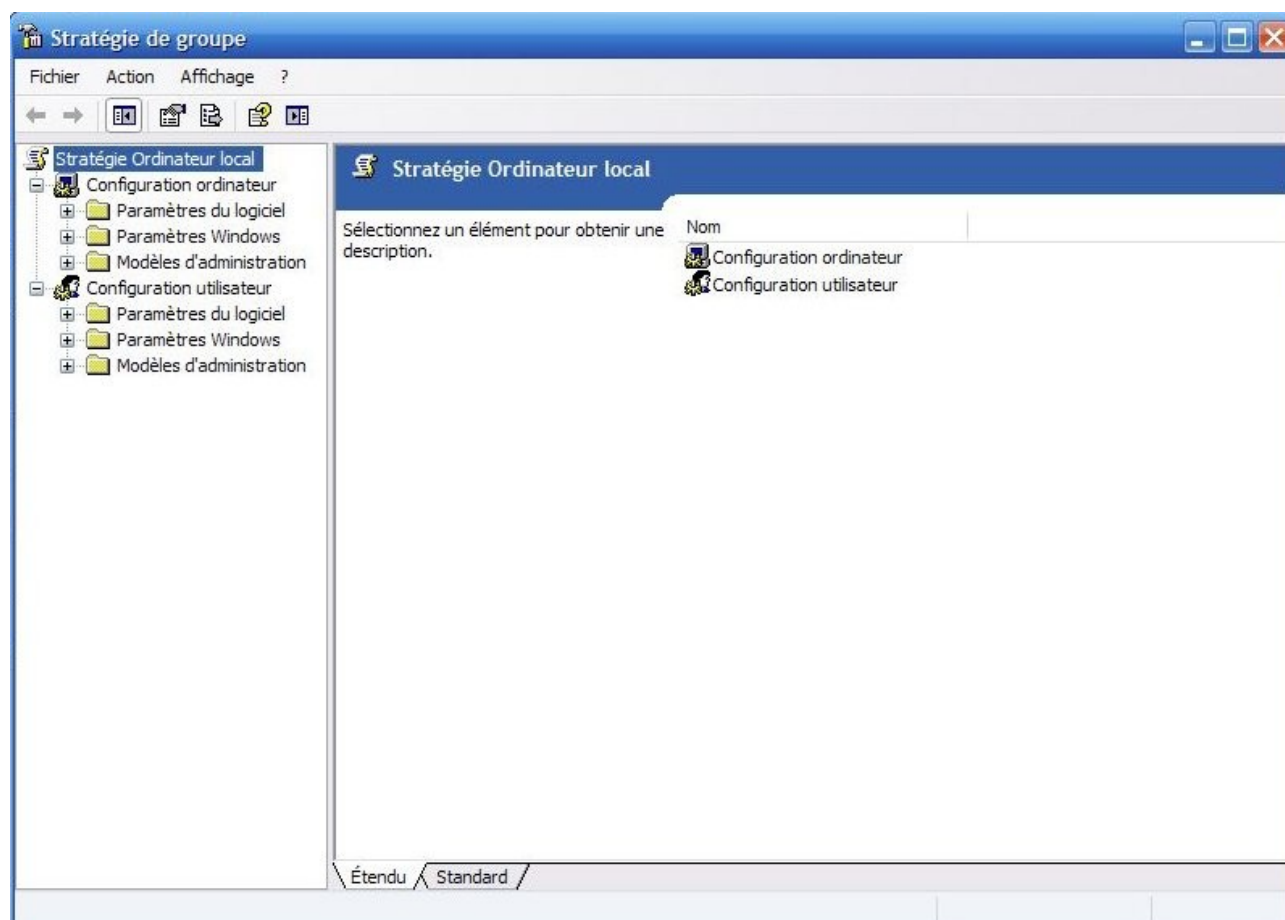 Stratégie de groupe
Fichier Action Affichage ?
Stratégie Ordinateur local
Configuration ordinateur
Paramètres du logiciel
Paramètres Windows
Modèles d'administration
Configuration utilisateur
Paramètres du logiciel
Paramètres Windows
Modèles d'administration
Stratégie Ordinateur local
Sélectionnez un élément pour obtenir une
description.
Nom
Configuration ordinateur
Configuration utilisateur
Étendu Standard